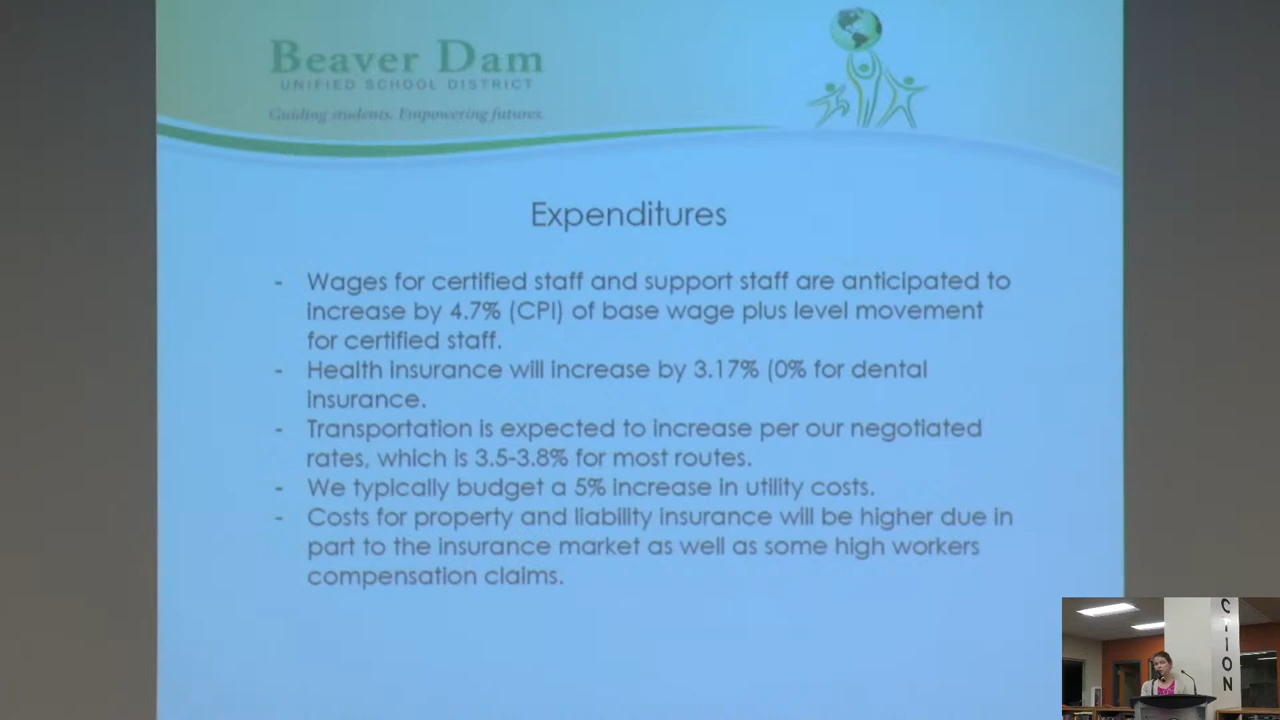 Beaver Dam
UNIFIED SCHOOL DISTRICT
Guiding students. Empowering futures.
Expenditures
- Wages for certified staff and support staff are anticipated to
increase by 4.7% (CPI) of base wage plus level movement
for certified staff.
- Health insurance will increase by 3.17% (0% for dental
insurance.
- Transportation is expected to increase per our negotiated
rates, which is 3.5-3.8% for most routes.
- We typically budget a 5% increase in utility costs.
- Costs for property and liability insurance will be higher due in
part to the insurance market as well as some high workers
compensation claims.